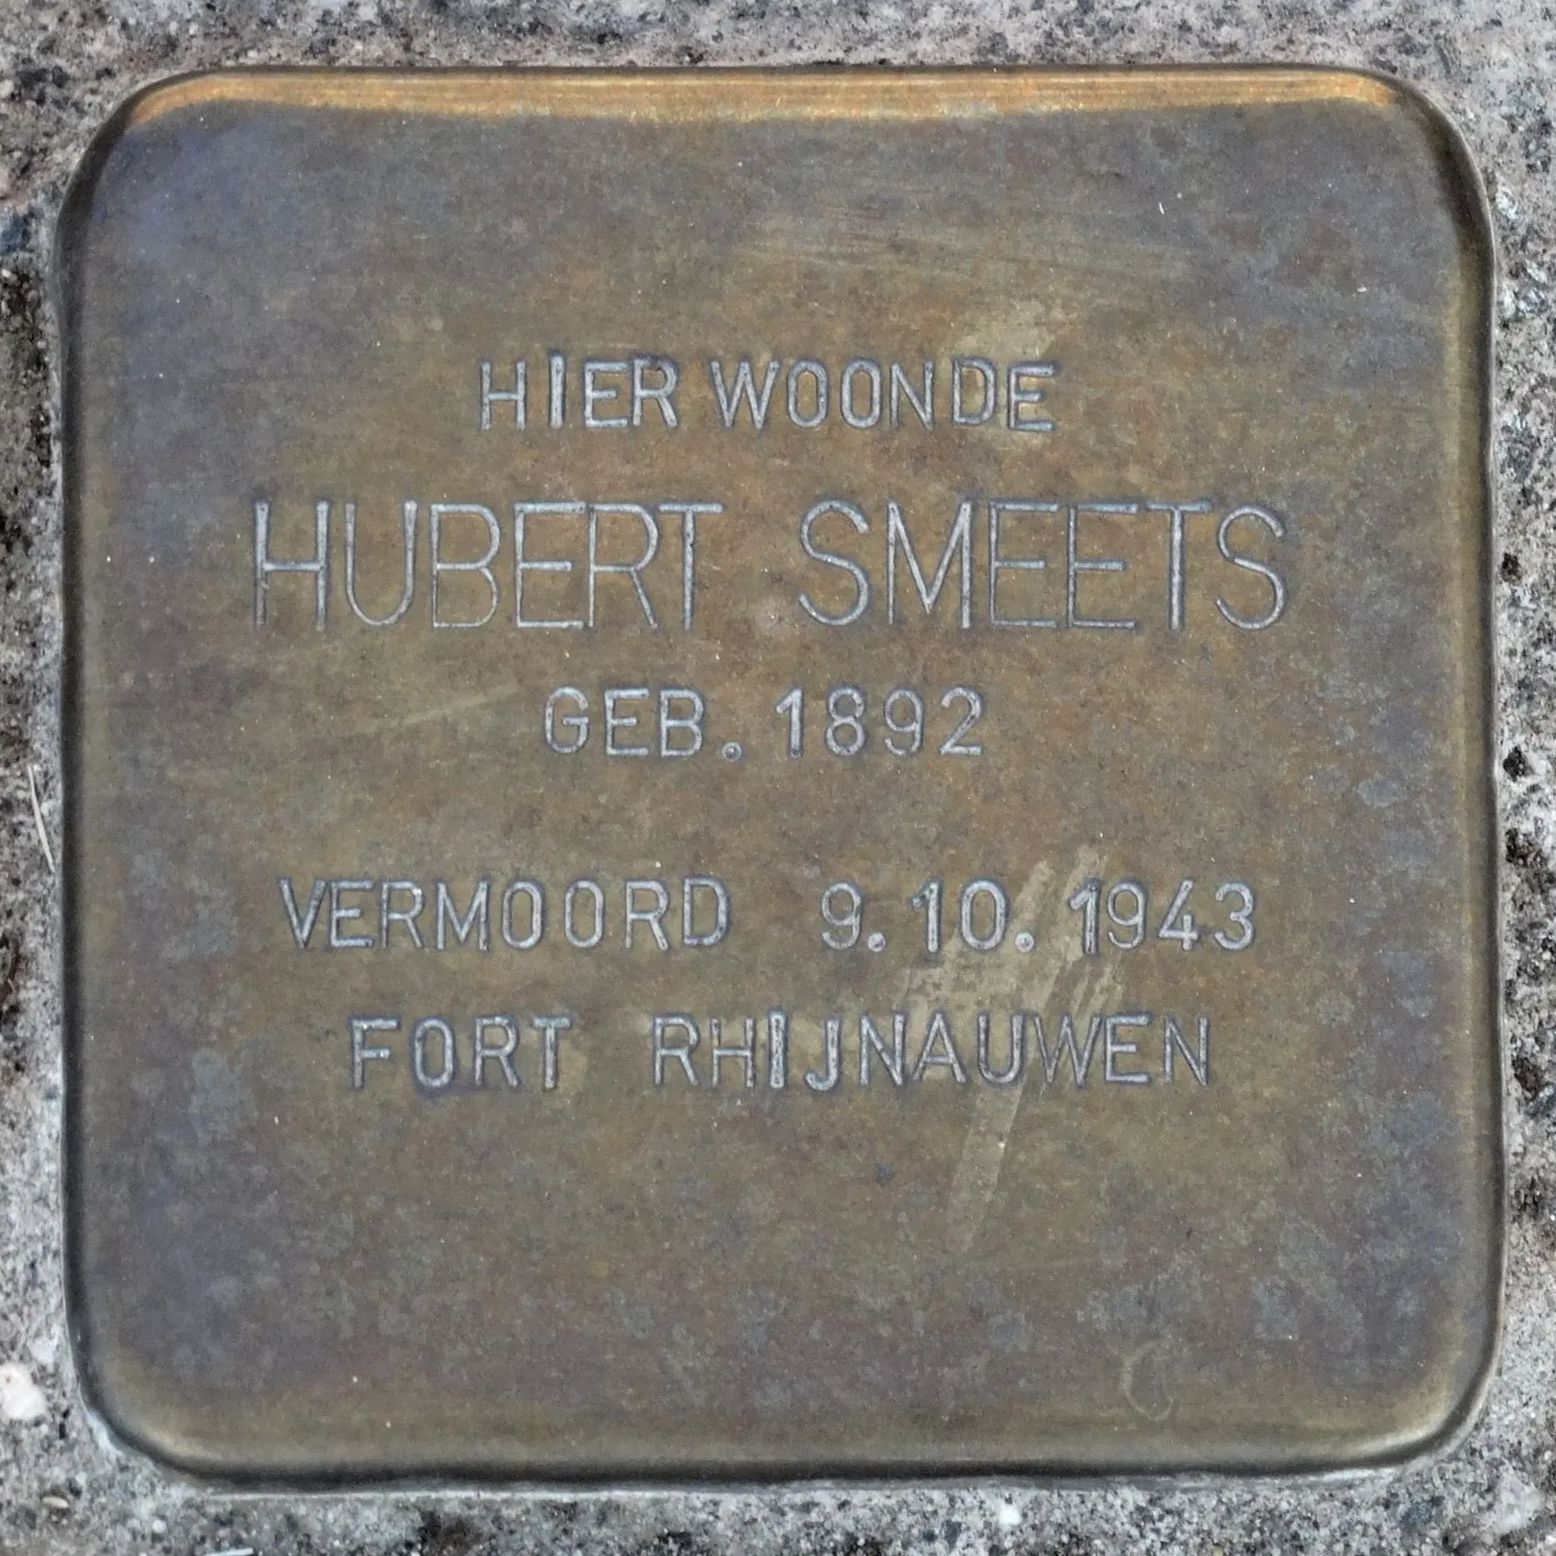 HIER WOONDE
HUBERT SMEETS
GEB. 1892
VERMOORD 9.10.1943
FORT RHIJNAUWEN